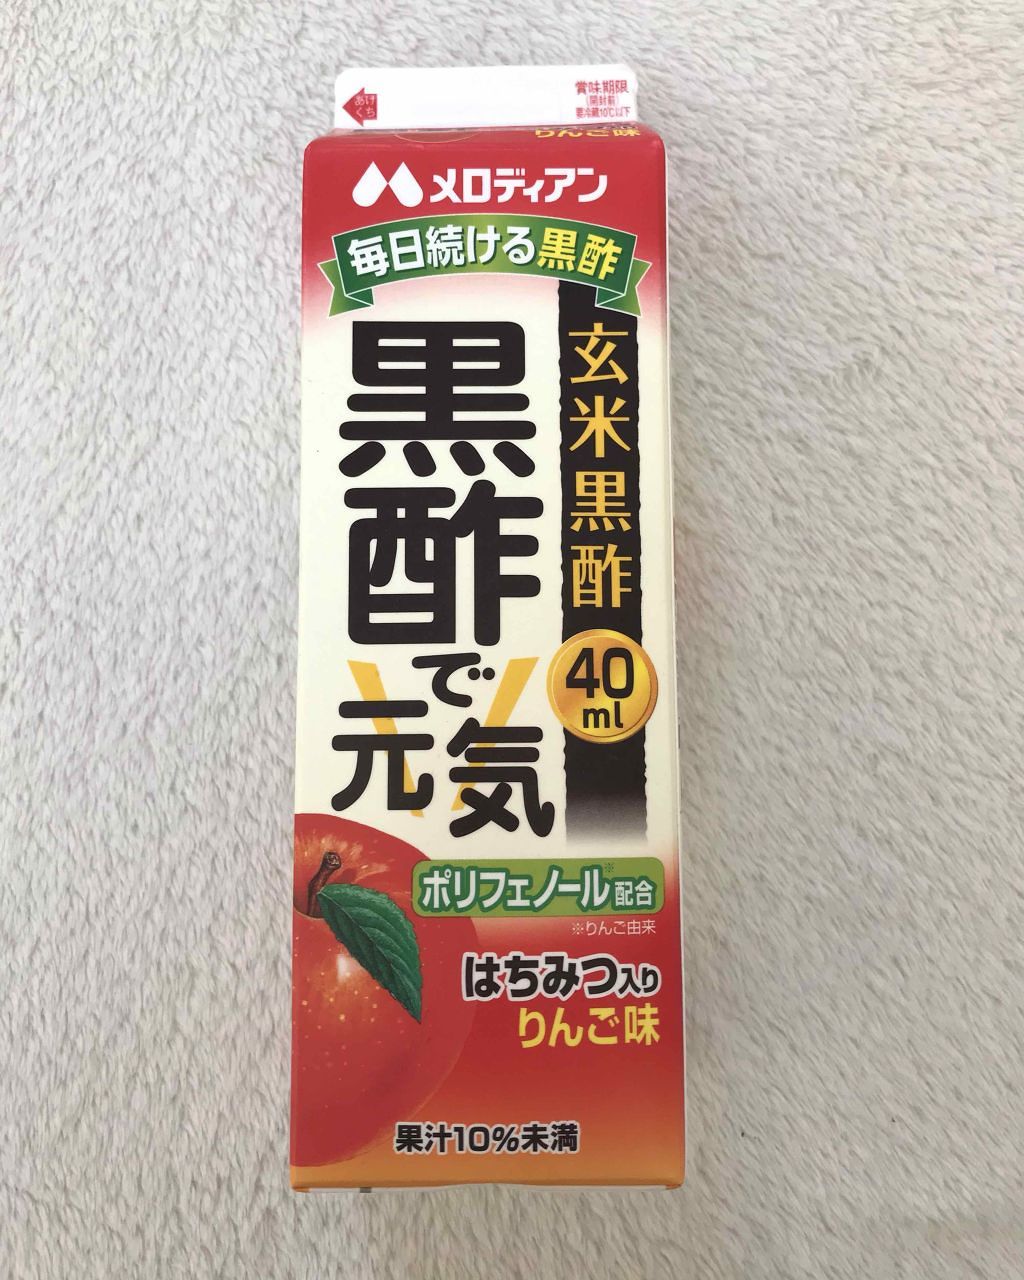 あけ
くち
賞味期限
(開封前)
要冷蔵10℃以下
りんご味
メロディアン
毎日続ける黒酢
黒酢で元気
玄米黒酢
40
ml
ポリフェノール※配合
※りんご由来
はちみつ入り
りんご味
果汁10%未満